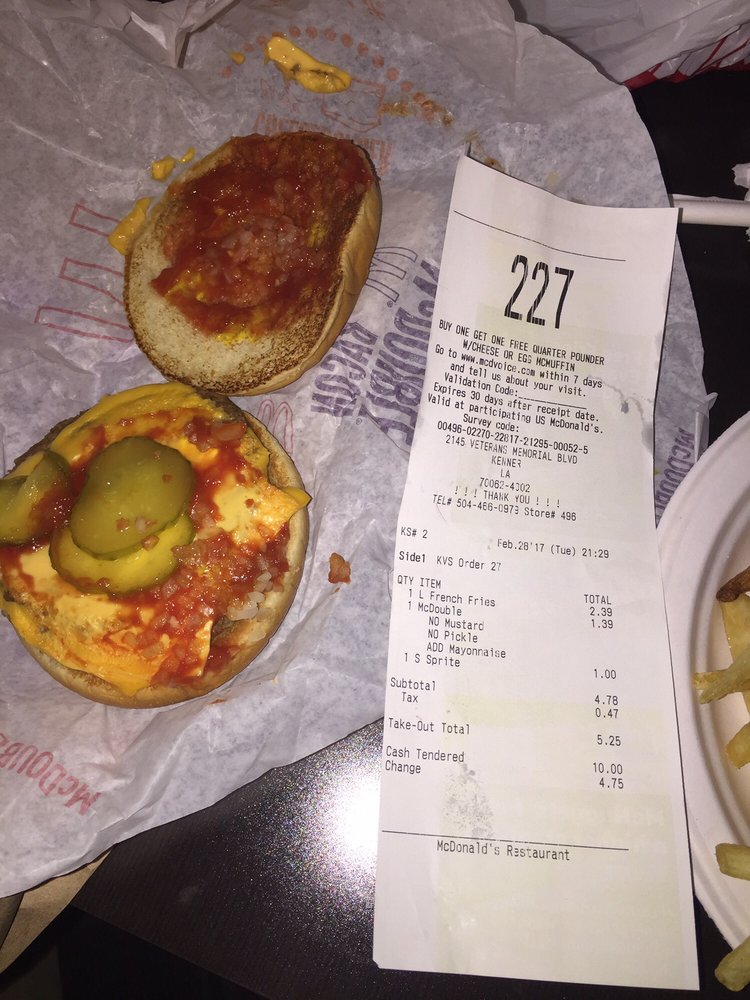 227
BUY ONE GET ONE FREE QUARTER POUNDER
W/CHEESE OR EGG MCMUFFIN
Go to www.mcdvoice.com within 7 days
and tell us about your visit.
Validation Code:
Expires 30 days after receipt date.
Valid at participating US McDonald's.
Survey code:
00496-02270-22817-21295-00052-5
2145 VETERANS MEMORIAL BLVD
KENNER
LA
70062-4002
! ! ! THANK YOU ! ! !
TEL# 504-466-0979 Store# 496
KS# 2 Feb.28'17 (Tue) 21:29
Side1 KVS Order 27
QTY ITEM TOTAL
1 L French Fries 2.39
1 McDouble 1.39
NO Mustard
NO Pickle
ADD Mayonnaise
1 S Sprite 1.00
Subtotal 4.78
Tax 0.47
Take-Out Total 5.25
Cash Tendered 10.00
Change 4.75
McDonald's Restaurant
BACON
McDOUBLE
McDOUBLE